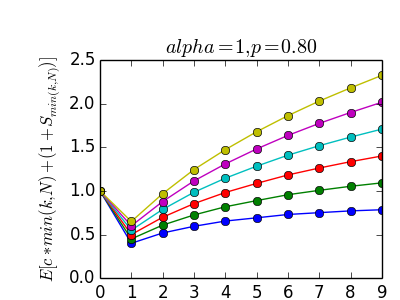 alpha = 1, p = 0.80
E[c * min(k, N) + (1 + S_min(k,N))]
2.5
2.0
1.5
1.0
0.5
0.0
0 1 2 3 4 5 6 7 8 9